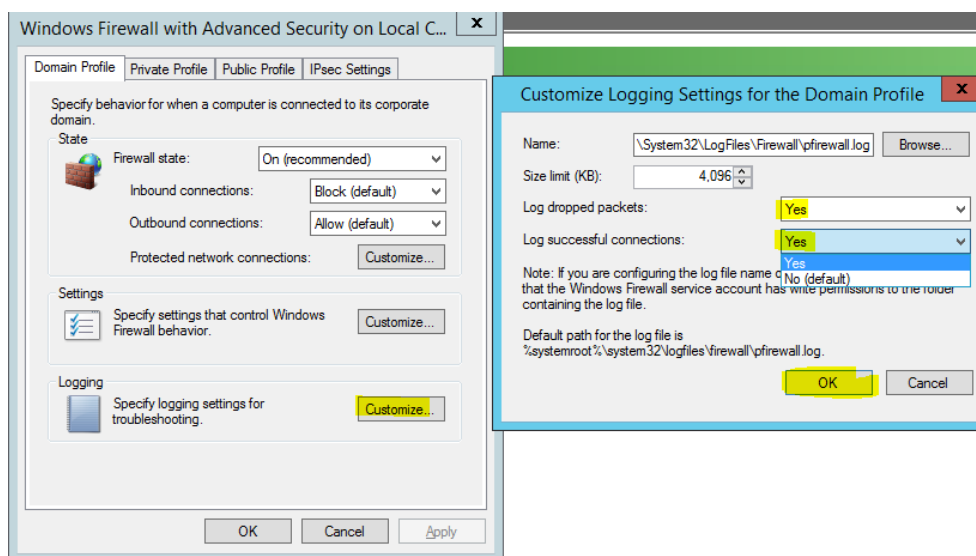 Windows Firewall with Advanced Security on Local C...
x
Domain Profile
Private Profile
Public Profile
IPsec Settings
Specify behavior for when a computer is connected to its corporate
domain.
State
Firewall state:
On (recommended)
Inbound connections:
Block (default)
Outbound connections:
Allow (default)
Protected network connections:
Customize...
Settings
Specify settings that control Windows
Firewall behavior.
Customize...
Logging
Specify logging settings for
troubleshooting.
Customize...
OK
Cancel
Apply
Customize Logging Settings for the Domain Profile
x
Name:
\System32\LogFiles\Firewall\pfirewall.log
Browse...
Size limit (KB):
4,096
Log dropped packets:
Yes
Log successful connections:
Yes
Yes
No (default)
Note: If you are configuring the log file name
that the Windows Firewall service account has write permissions to the folder
containing the log file.
Default path for the log file is
%systemroot%\system32\logfiles\firewall\pfirewall.log.
OK
Cancel